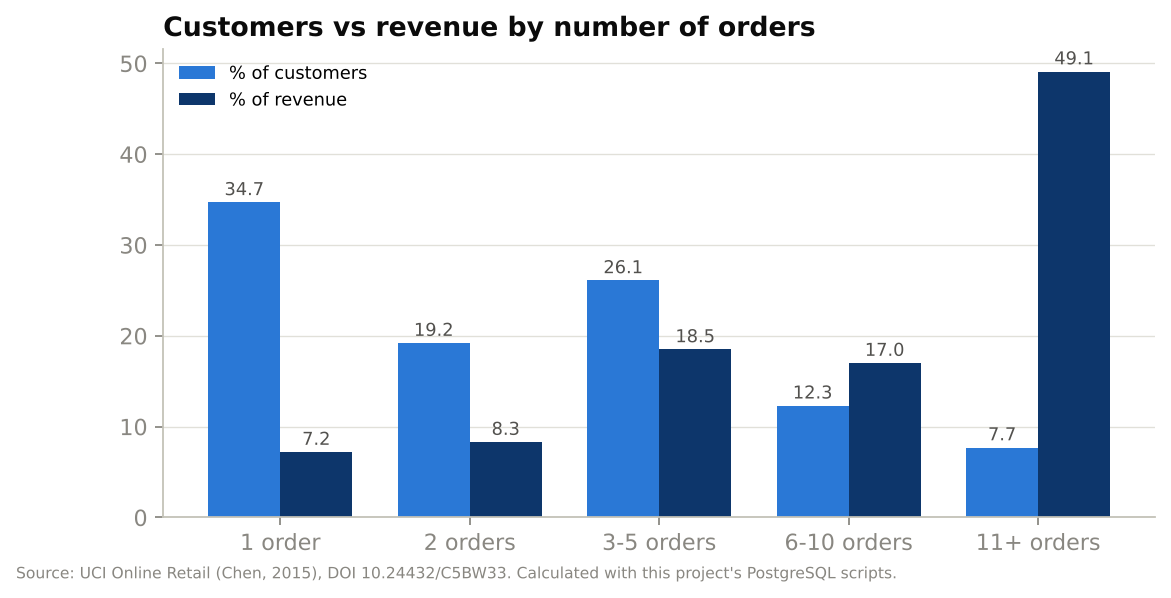 Customers vs revenue by number of orders
% of customers
% of revenue
50
40
30
20
10
0
34.7
7.2
19.2
8.3
26.1
18.5
12.3
17.0
7.7
49.1
1 order
2 orders
3-5 orders
6-10 orders
11+ orders
Source: UCI Online Retail (Chen, 2015), DOI 10.24432/C5BW33. Calculated with this project's PostgreSQL scripts.